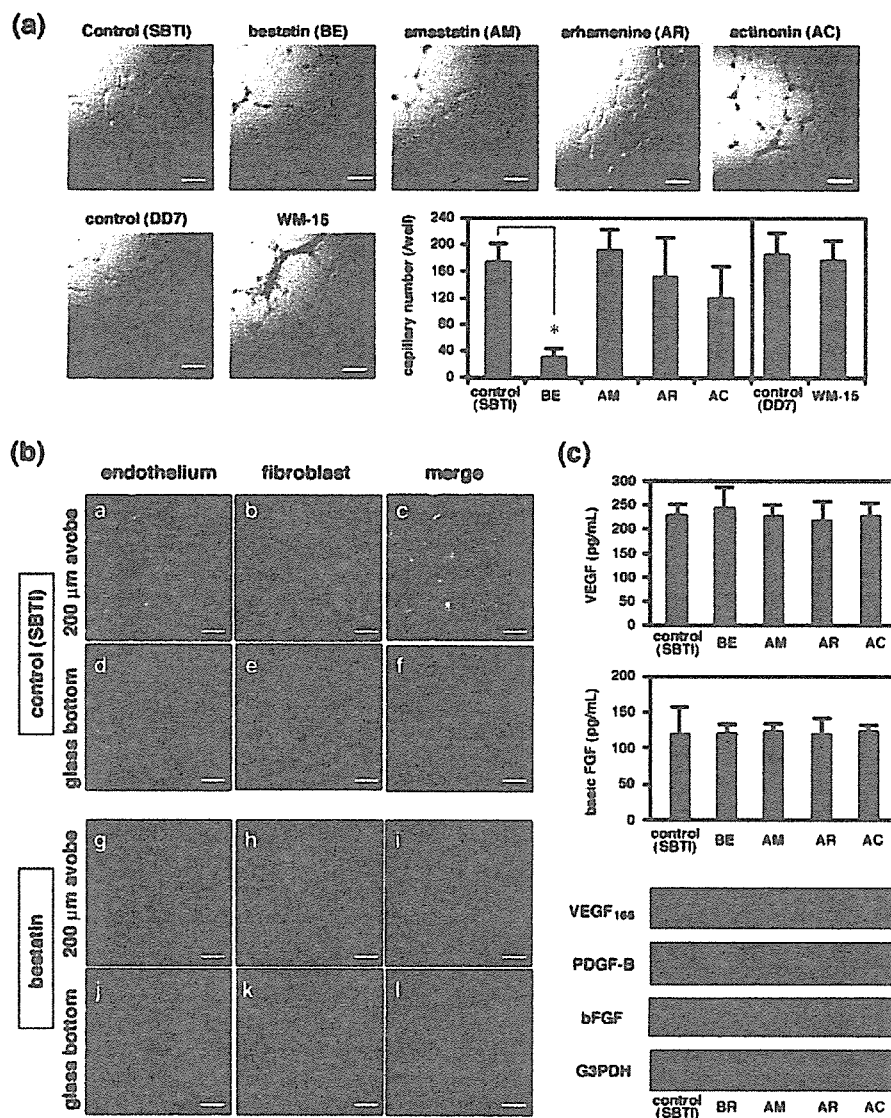 (a)
Control (SBTI) bestatin (BE) amastatin (AM) arhamenine (AR) actinonin (AC)
control (DD7) WM-15
capillary number (/well)
240
200
160
120
80
40
0
control (SBTI) BE AM AR AC control (DD7) WM-15
*
(b)
endothelium fibroblast merge
control (SBTI)
200 μm avobe
a b c
glass bottom
d e f
bestatin
200 μm avobe
g h i
glass bottom
j k l
(c)
VEGF (pg/mL)
300
250
200
150
100
50
0
control (SBTI) BE AM AR AC
basic FGF (pg/mL)
150
100
50
0
control (SBTI) BE AM AR AC
VEGF₁₆₅
PDGF-B
bFGF
G3PDH
control (SBTI) BR AM AR AC